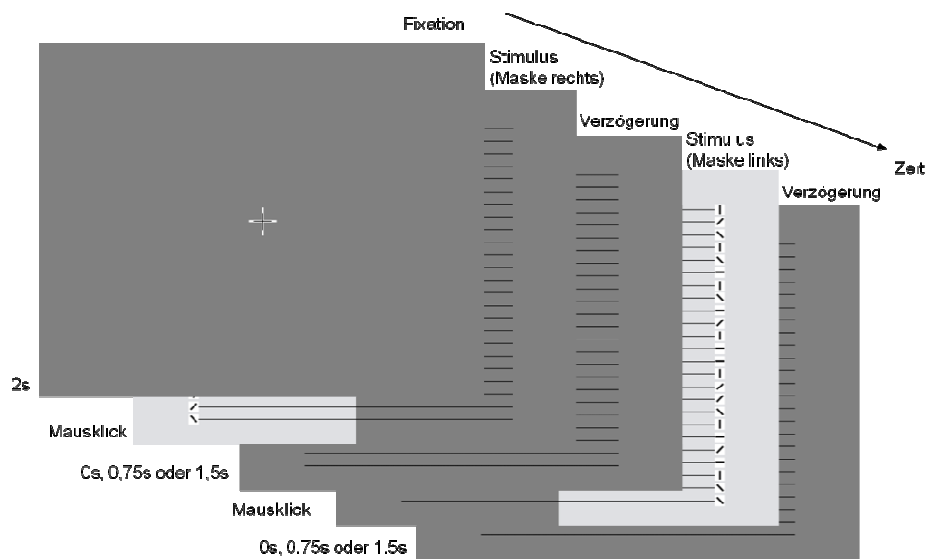 Fixation
Stimulus
(Maske rechts)
Verzögerung
Stimulus
(Maske links)
Verzögerung
Zeit
2s
Mausklick
0s, 0,75s oder 1,5s
Mausklick
0s, 0.75s oder 1.5s